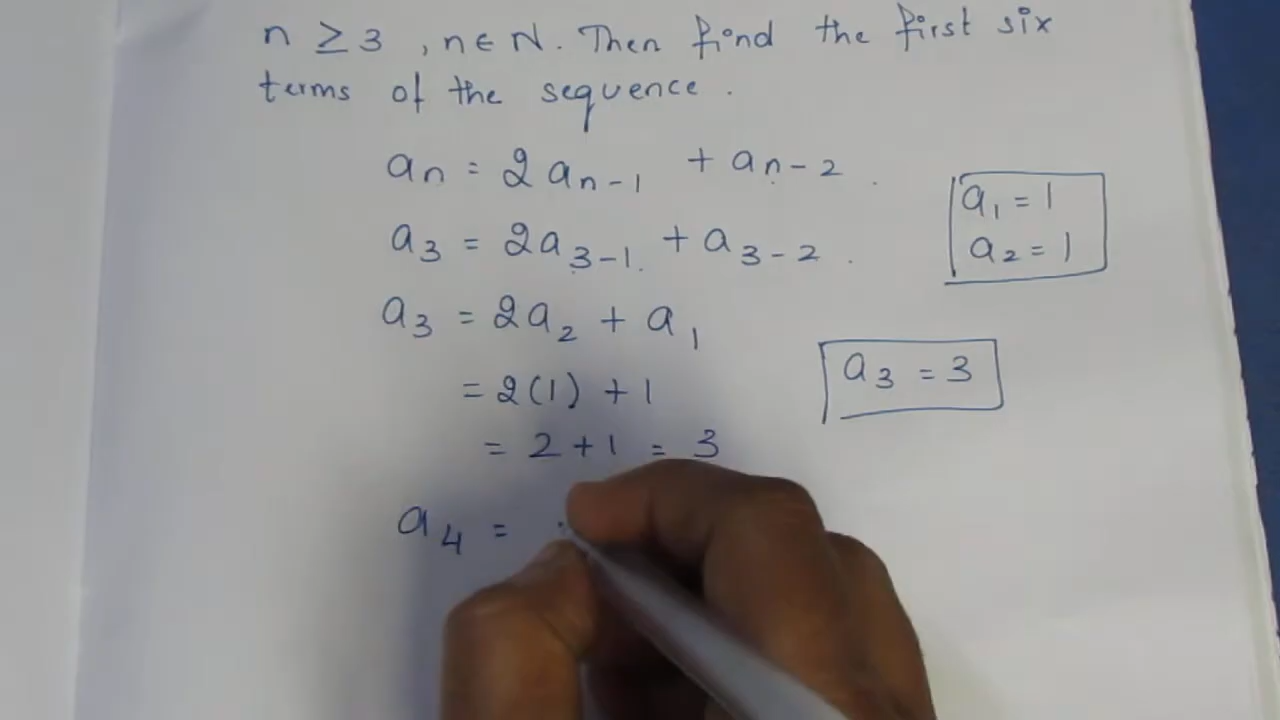 n ≥ 3 , n ∈ N. Then find the first six
terms of the sequence .
aₙ = 2aₙ₋₁ + aₙ₋₂ .
a₁ = 1
a₂ = 1
a₃ = 2a₃₋₁ + a₃₋₂ .
a₃ = 2a₂ + a₁
a₃ = 3
= 2(1) + 1
= 2 + 1 = 3
a₄ =